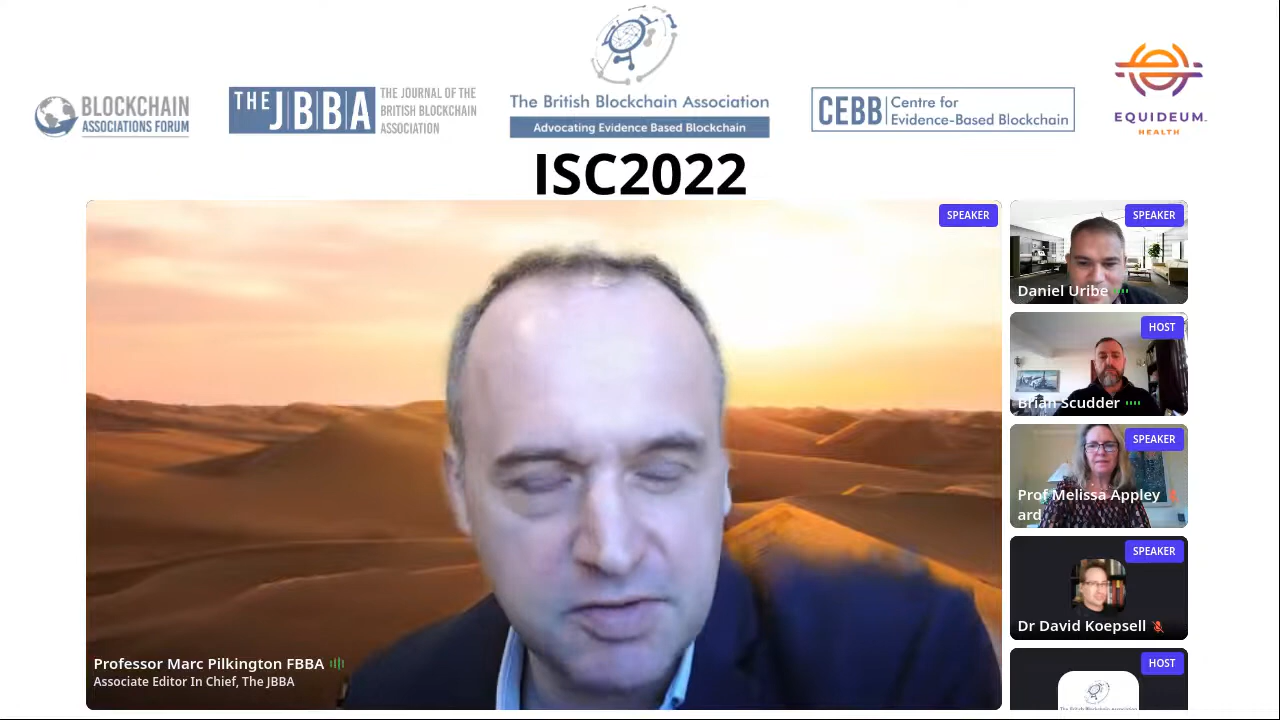 BLOCKCHAIN
ASSOCIATIONS FORUM
THE JBBA
THE JOURNAL OF THE
BRITISH BLOCKCHAIN
ASSOCIATION
The British Blockchain Association
Advocating Evidence Based Blockchain
CEBB
Centre for
Evidence-Based Blockchain
EQUIDEUM
HEALTH
ISC2022
SPEAKER
Professor Marc Pilkington FBBA
Associate Editor In Chief, The JBBA
SPEAKER
Daniel Uribe
HOST
Brian Scudder
SPEAKER
Prof Melissa Appley
ard
SPEAKER
Dr David Koepsell
HOST